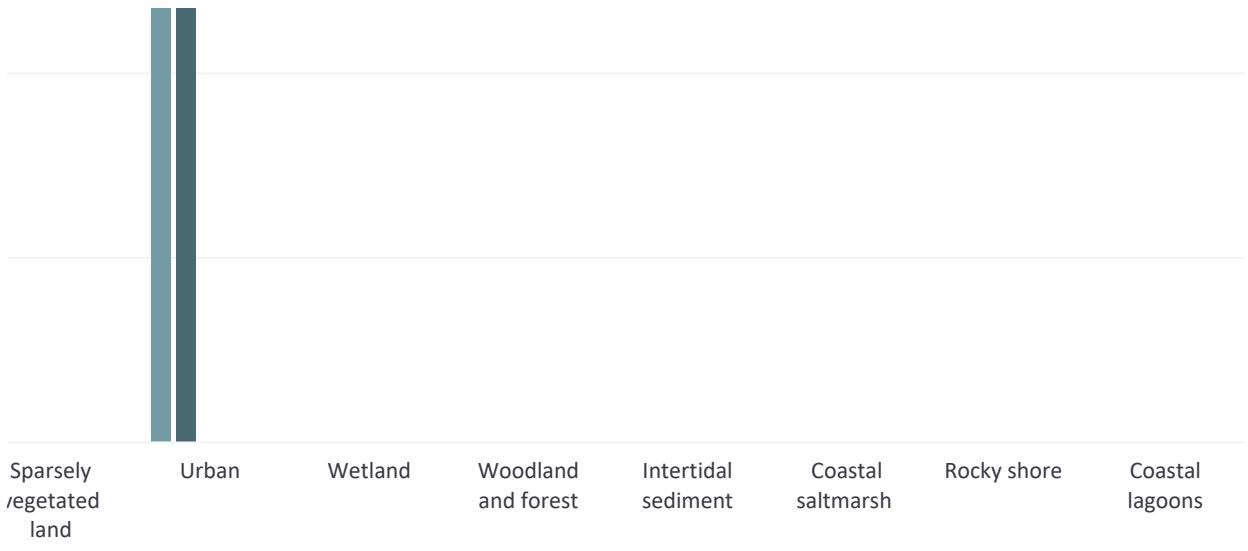 Sparsely
vegetated
land
Urban
Wetland
Woodland
and forest
Intertidal
sediment
Coastal
saltmarsh
Rocky shore
Coastal
lagoons